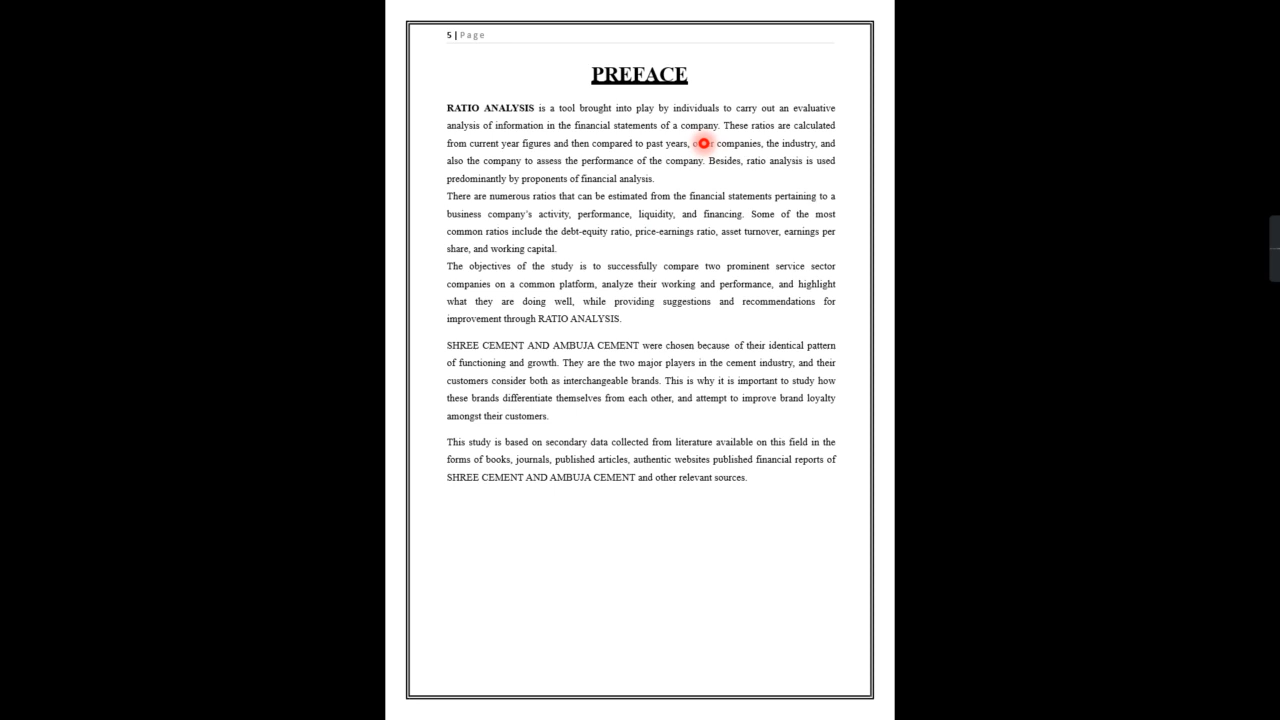 5 | Page
PREFACE
RATIO ANALYSIS is a tool brought into play by individuals to carry out an evaluative
analysis of information in the financial statements of a company. These ratios are calculated
from current year figures and then compared to past years, companies, the industry, and
also the company to assess the performance of the company. Besides, ratio analysis is used
predominantly by proponents of financial analysis.
There are numerous ratios that can be estimated from the financial statements pertaining to a
business company’s activity, performance, liquidity, and financing. Some of the most
common ratios include the debt-equity ratio, price-earnings ratio, asset turnover, earnings per
share, and working capital.
The objectives of the study is to successfully compare two prominent service sector
companies on a common platform, analyze their working and performance, and highlight
what they are doing well, while providing suggestions and recommendations for
improvement through RATIO ANALYSIS.
SHREE CEMENT AND AMBUJA CEMENT were chosen because of their identical pattern
of functioning and growth. They are the two major players in the cement industry, and their
customers consider both as interchangeable brands. This is why it is important to study how
these brands differentiate themselves from each other, and attempt to improve brand loyalty
amongst their customers.
This study is based on secondary data collected from literature available on this field in the
forms of books, journals, published articles, authentic websites published financial reports of
SHREE CEMENT AND AMBUJA CEMENT and other relevant sources.